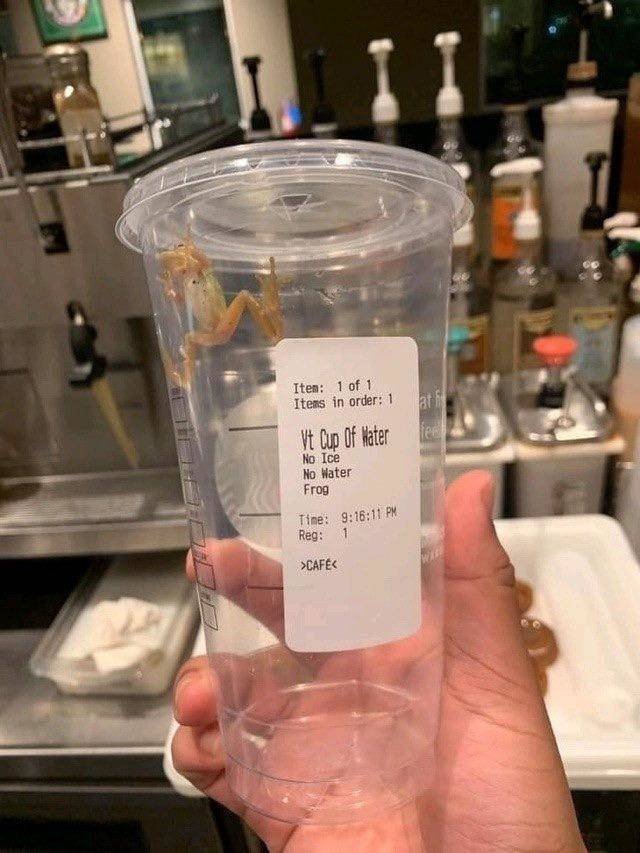 Item: 1 of 1
Items in order: 1
Vt Cup Of Water
No Ice
No Water
Frog
Time: 9:16:11 PM
Reg: 1
>CAFÉ<